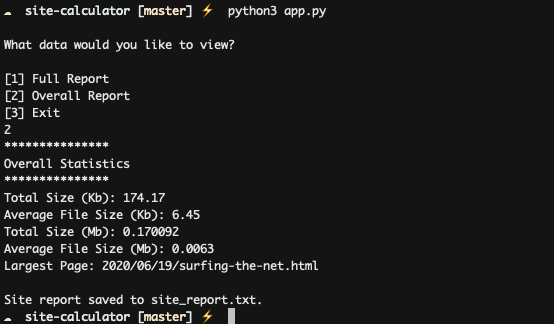 ☁ site-calculator [master] ⚡ python3 app.py
What data would you like to view?
[1] Full Report
[2] Overall Report
[3] Exit
2
***************
Overall Statistics
***************
Total Size (Kb): 174.17
Average File Size (Kb): 6.45
Total Size (Mb): 0.170092
Average File Size (Mb): 0.0063
Largest Page: 2020/06/19/surfing-the-net.html
Site report saved to site_report.txt.
☁ site-calculator [master] ⚡